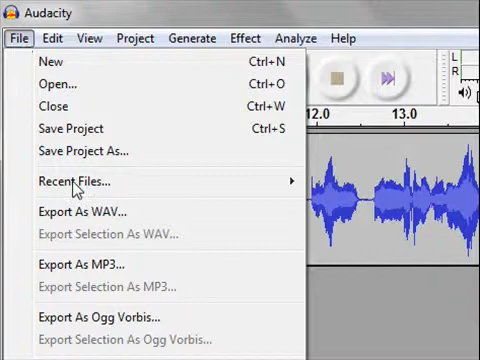 Audacity
File Edit View Project Generate Effect Analyze Help
New Ctrl+N
Open... Ctrl+O
Close Ctrl+W
Save Project Ctrl+S
Save Project As...
Recent Files...
Export As WAV...
Export Selection As WAV...
Export As MP3...
Export Selection As MP3...
Export As Ogg Vorbis...
Export Selection As Ogg Vorbis...
L
R
12.0 13.0